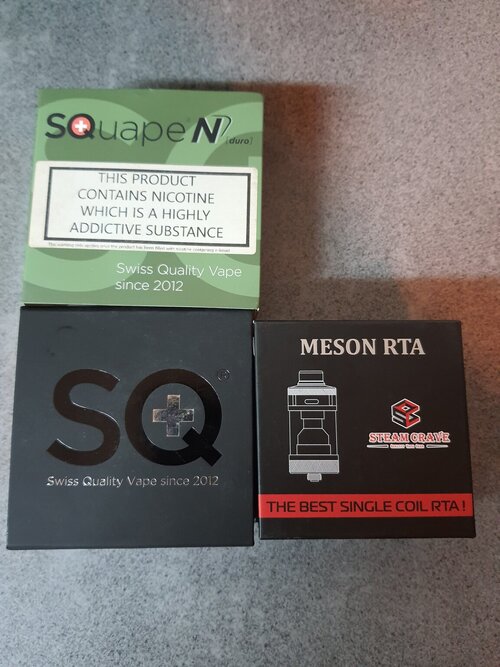 SQuape N [duro]
THIS PRODUCT
CONTAINS NICOTINE
WHICH IS A HIGHLY
ADDICTIVE SUBSTANCE
Swiss Quality Vape
since 2012
SQ®
Swiss Quality Vape since 2012
MESON RTA
STEAM CRAVE
THE BEST SINGLE COIL RTA!